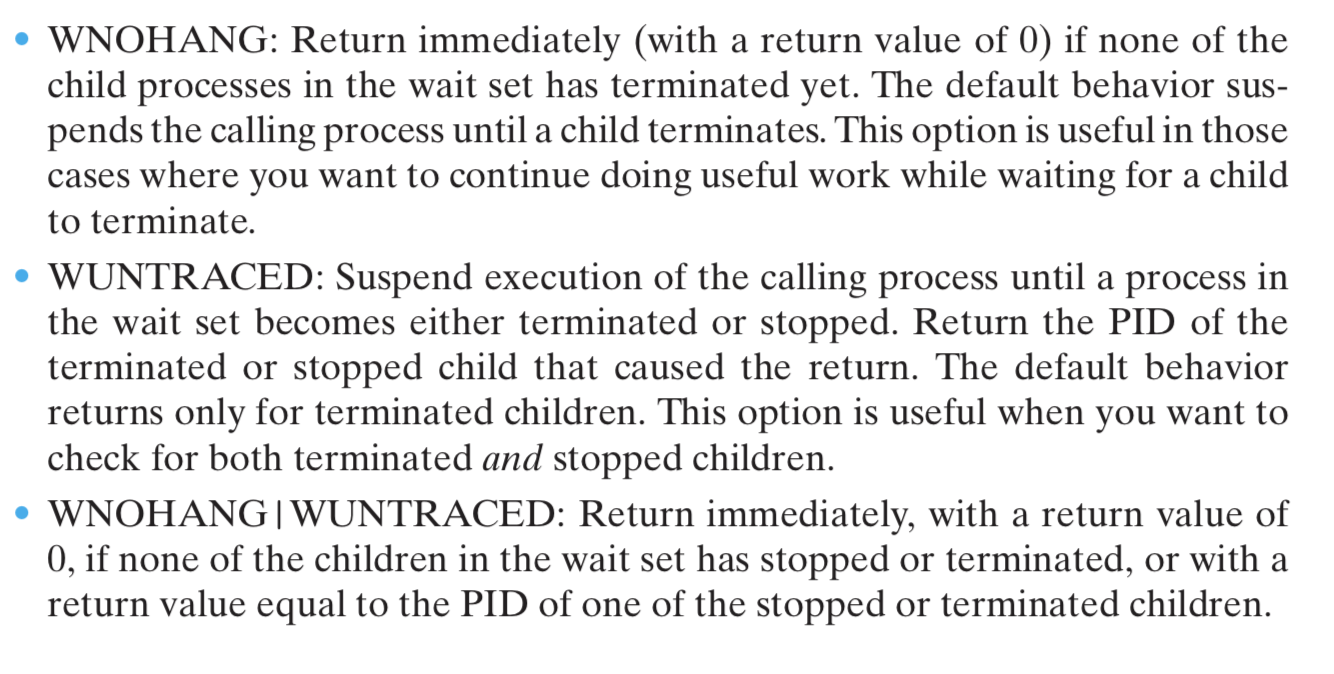 • WNOHANG: Return immediately (with a return value of 0) if none of the
child processes in the wait set has terminated yet. The default behavior sus-
pends the calling process until a child terminates. This option is useful in those
cases where you want to continue doing useful work while waiting for a child
to terminate.
• WUNTRACED: Suspend execution of the calling process until a process in
the wait set becomes either terminated or stopped. Return the PID of the
terminated or stopped child that caused the return. The default behavior
returns only for terminated children. This option is useful when you want to
check for both terminated and stopped children.
• WNOHANG | WUNTRACED: Return immediately, with a return value of
0, if none of the children in the wait set has stopped or terminated, or with a
return value equal to the PID of one of the stopped or terminated children.